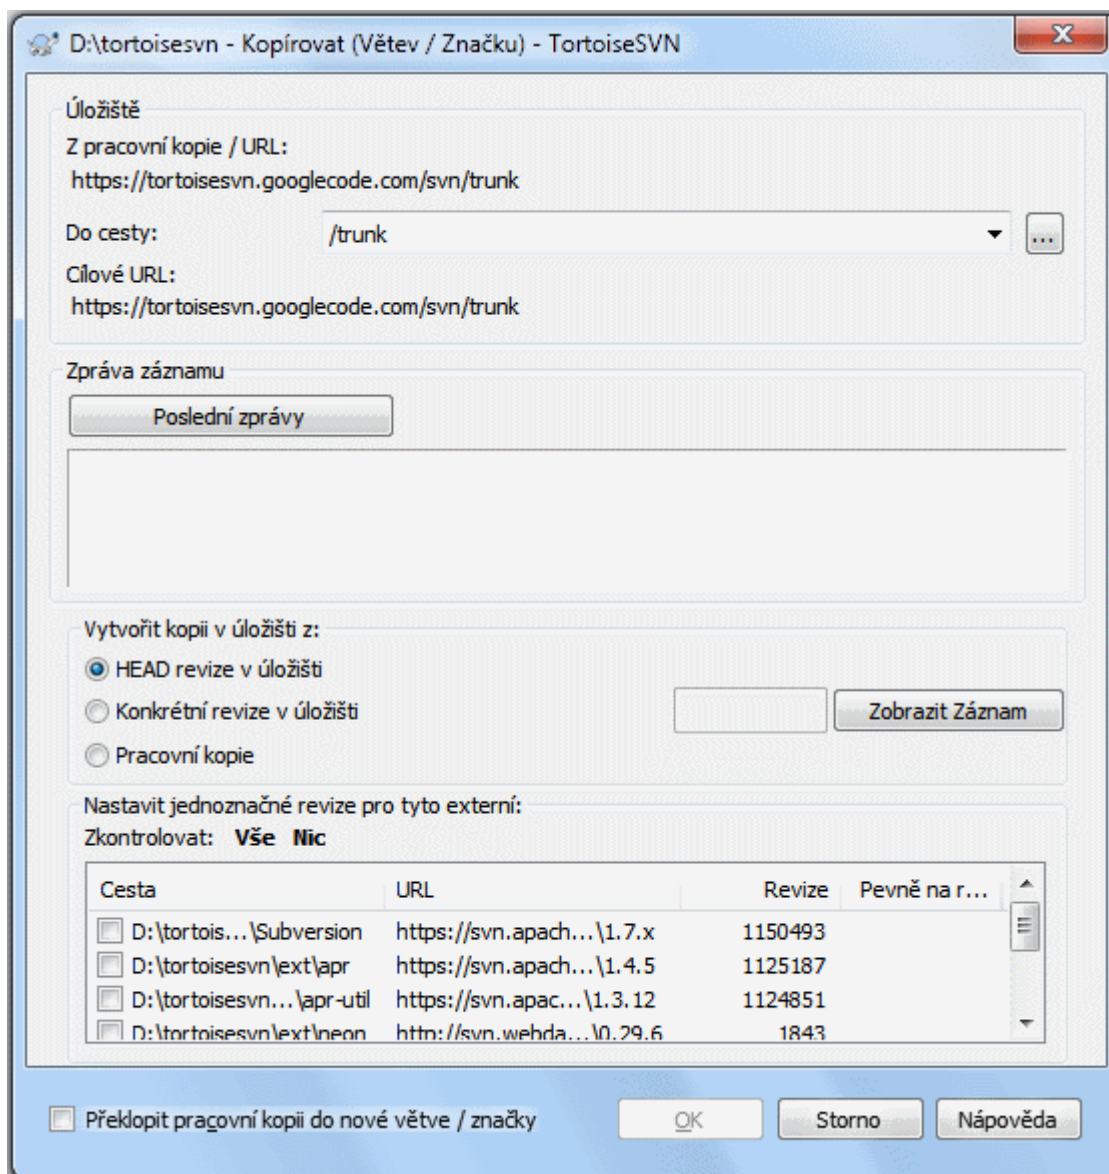 D:\tortoisesvn - Kopírovat (Větev / Značku) - TortoiseSVN
Úložiště
Z pracovní kopie / URL:
https://tortoisesvn.googlecode.com/svn/trunk
Do cesty: /trunk ...
Cílové URL:
https://tortoisesvn.googlecode.com/svn/trunk
Zpráva záznamu
Poslední zprávy
Vytvořit kopii v úložišti z:
HEAD revize v úložišti
Konkrétní revize v úložišti Zobrazit Záznam
Pracovní kopie
Nastavit jednoznačné revize pro tyto externí:
Zkontrolovat: Vše Nic
Cesta URL Revize Pevně na r...
D:\tortois...\Subversion https://svn.apach...\1.7.x 1150493
D:\tortoisesvn\ext\apr https://svn.apach...\1.4.5 1125187
D:\tortoisesvn...\apr-util https://svn.apac...\1.3.12 1124851
D:\tortoisesvn\ext\neon http://svn.webda...\0.29.6 1843
Překlopit pracovní kopii do nové větve / značky OK Storno Nápověda